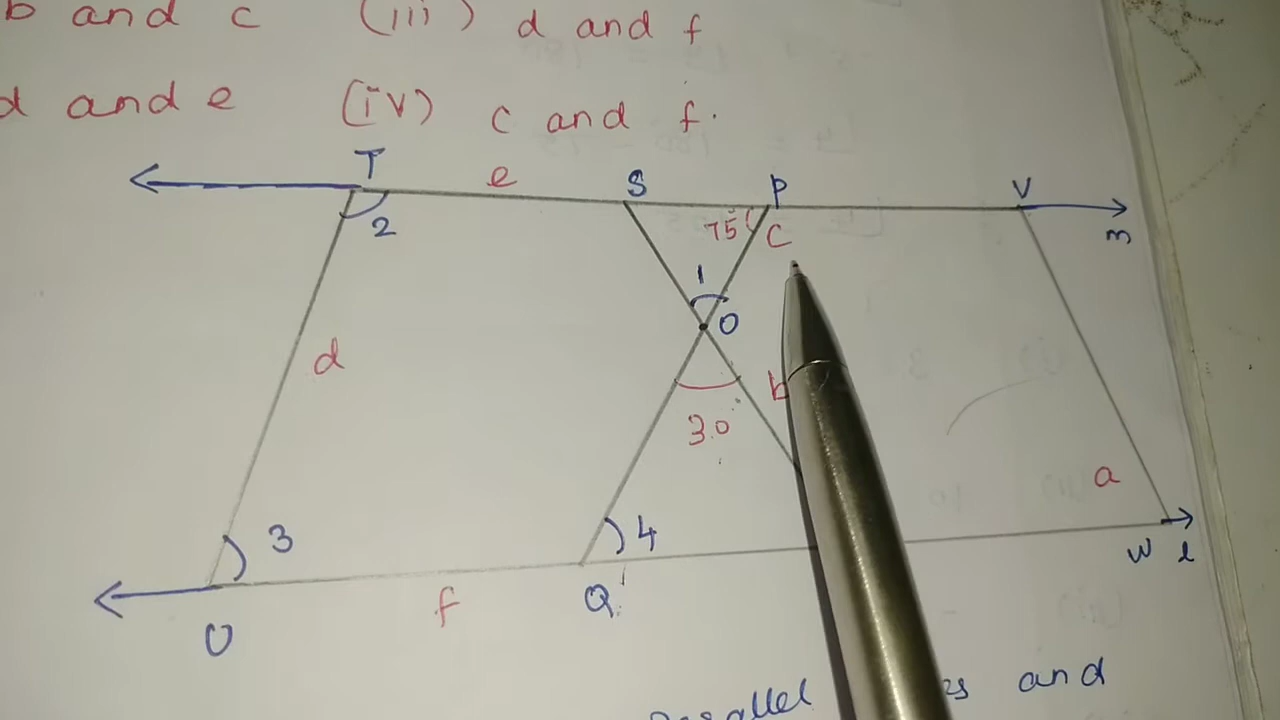 b and c (iii) d and f
d and e (iv) c and f.
T e S P V
2 75° C m
1
O
d b
30
a
3 4
W l
f Q
U
and